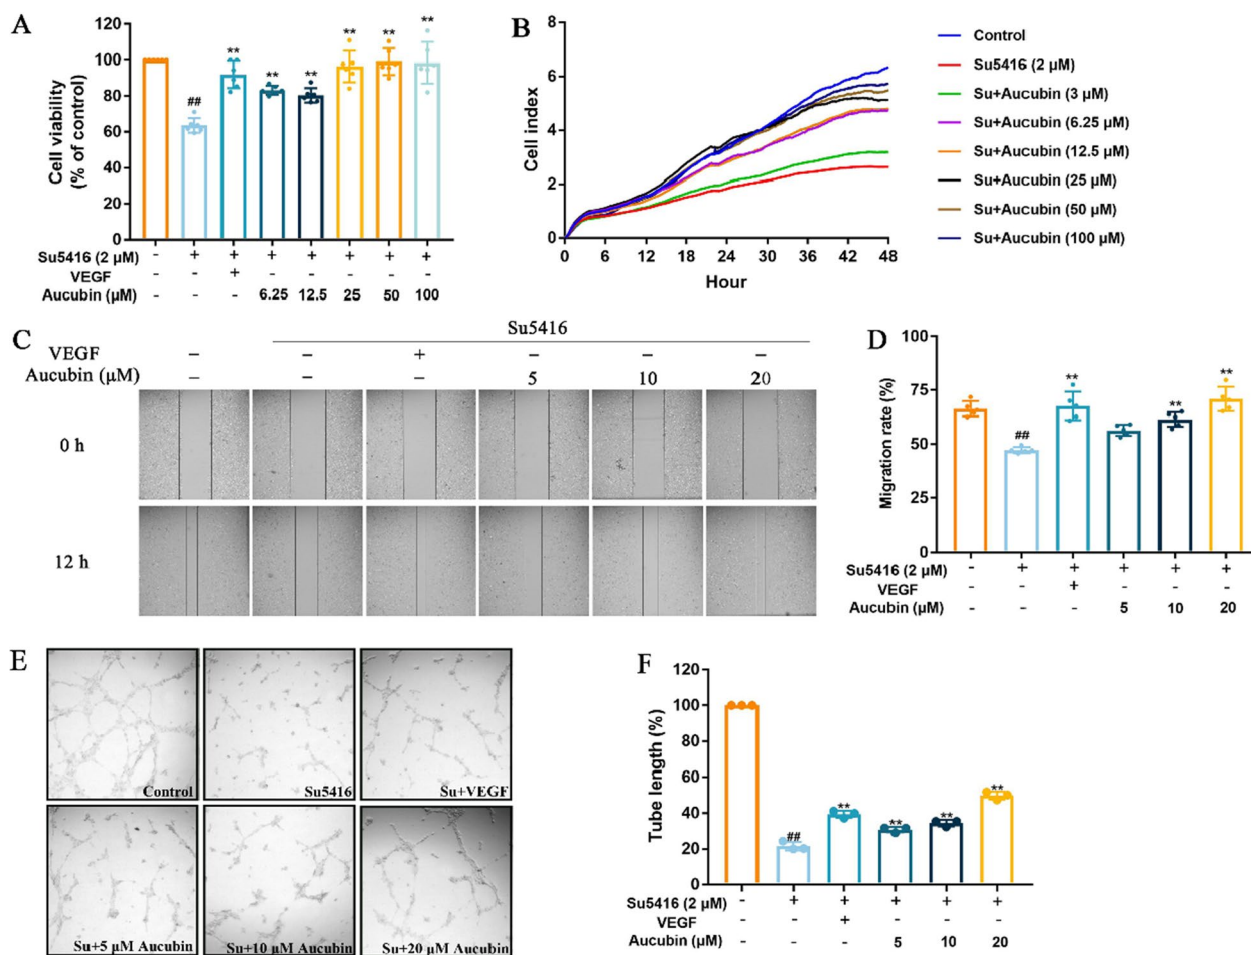 A
120
100
80
60
40
20
0
Cell viability
(% of control)
##
**
**
**
**
**
**
Su5416 (2 μM) - + + + + + + +
VEGF - - + - - - - -
Aucubin (μM) - - - 6.25 12.5 25 50 100
B
8
6
4
2
0
Cell index
0 6 12 18 24 30 36 42 48
Hour
Control
Su5416 (2 μM)
Su+Aucubin (3 μM)
Su+Aucubin (6.25 μM)
Su+Aucubin (12.5 μM)
Su+Aucubin (25 μM)
Su+Aucubin (50 μM)
Su+Aucubin (100 μM)
C
Su5416
VEGF – – + – – –
Aucubin (μM) – – – 5 10 20
0 h
12 h
D
100
75
50
25
0
Migration rate (%)
##
**
**
**
Su5416 (2 μM) - + + + + +
VEGF - - + - - -
Aucubin (μM) - - - 5 10 20
E
Control
Su5416
Su+VEGF
Su+5 μM Aucubin
Su+10 μM Aucubin
Su+20 μM Aucubin
F
120
100
80
60
40
20
0
Tube length (%)
##
**
**
**
**
Su5416 (2 μM) - + + + + +
VEGF - - + - - -
Aucubin (μM) - - - 5 10 20